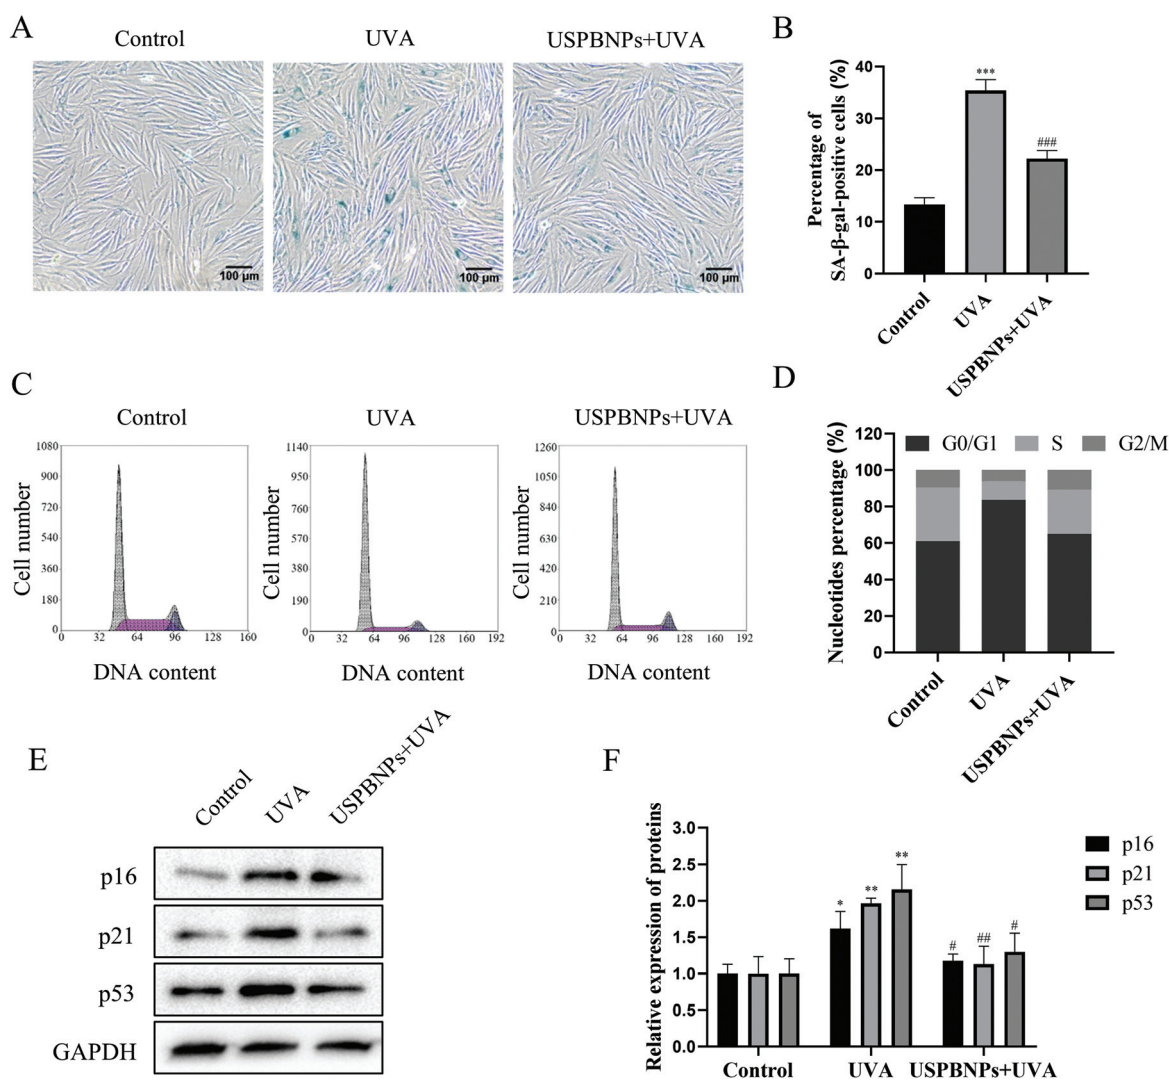 A
Control
UVA
USPBNPs+UVA
100 μm
100 μm
100 μm
B
Percentage of
SA-β-gal-positive cells (%)
40
30
20
10
0
***
###
Control
UVA
USPBNPs+UVA
C
Control
UVA
USPBNPs+UVA
Cell number
1080
900
720
540
360
180
0
0 32 64 96 128 160
DNA content
Cell number
1140
950
760
570
380
190
0
0 32 64 96 128 160 192
DNA content
Cell number
1260
1050
840
630
420
210
0
0 32 64 96 128 160 192
DNA content
D
Nucleotides percentage (%)
120
100
80
60
40
20
0
G0/G1 S G2/M
Control
UVA
USPBNPs+UVA
E
Control
UVA
USPBNPs+UVA
p16
p21
p53
GAPDH
F
Relative expression of proteins
3.0
2.5
2.0
1.5
1.0
0.5
0.0
* ** **
# ## #
Control UVA USPBNPs+UVA
p16
p21
p53